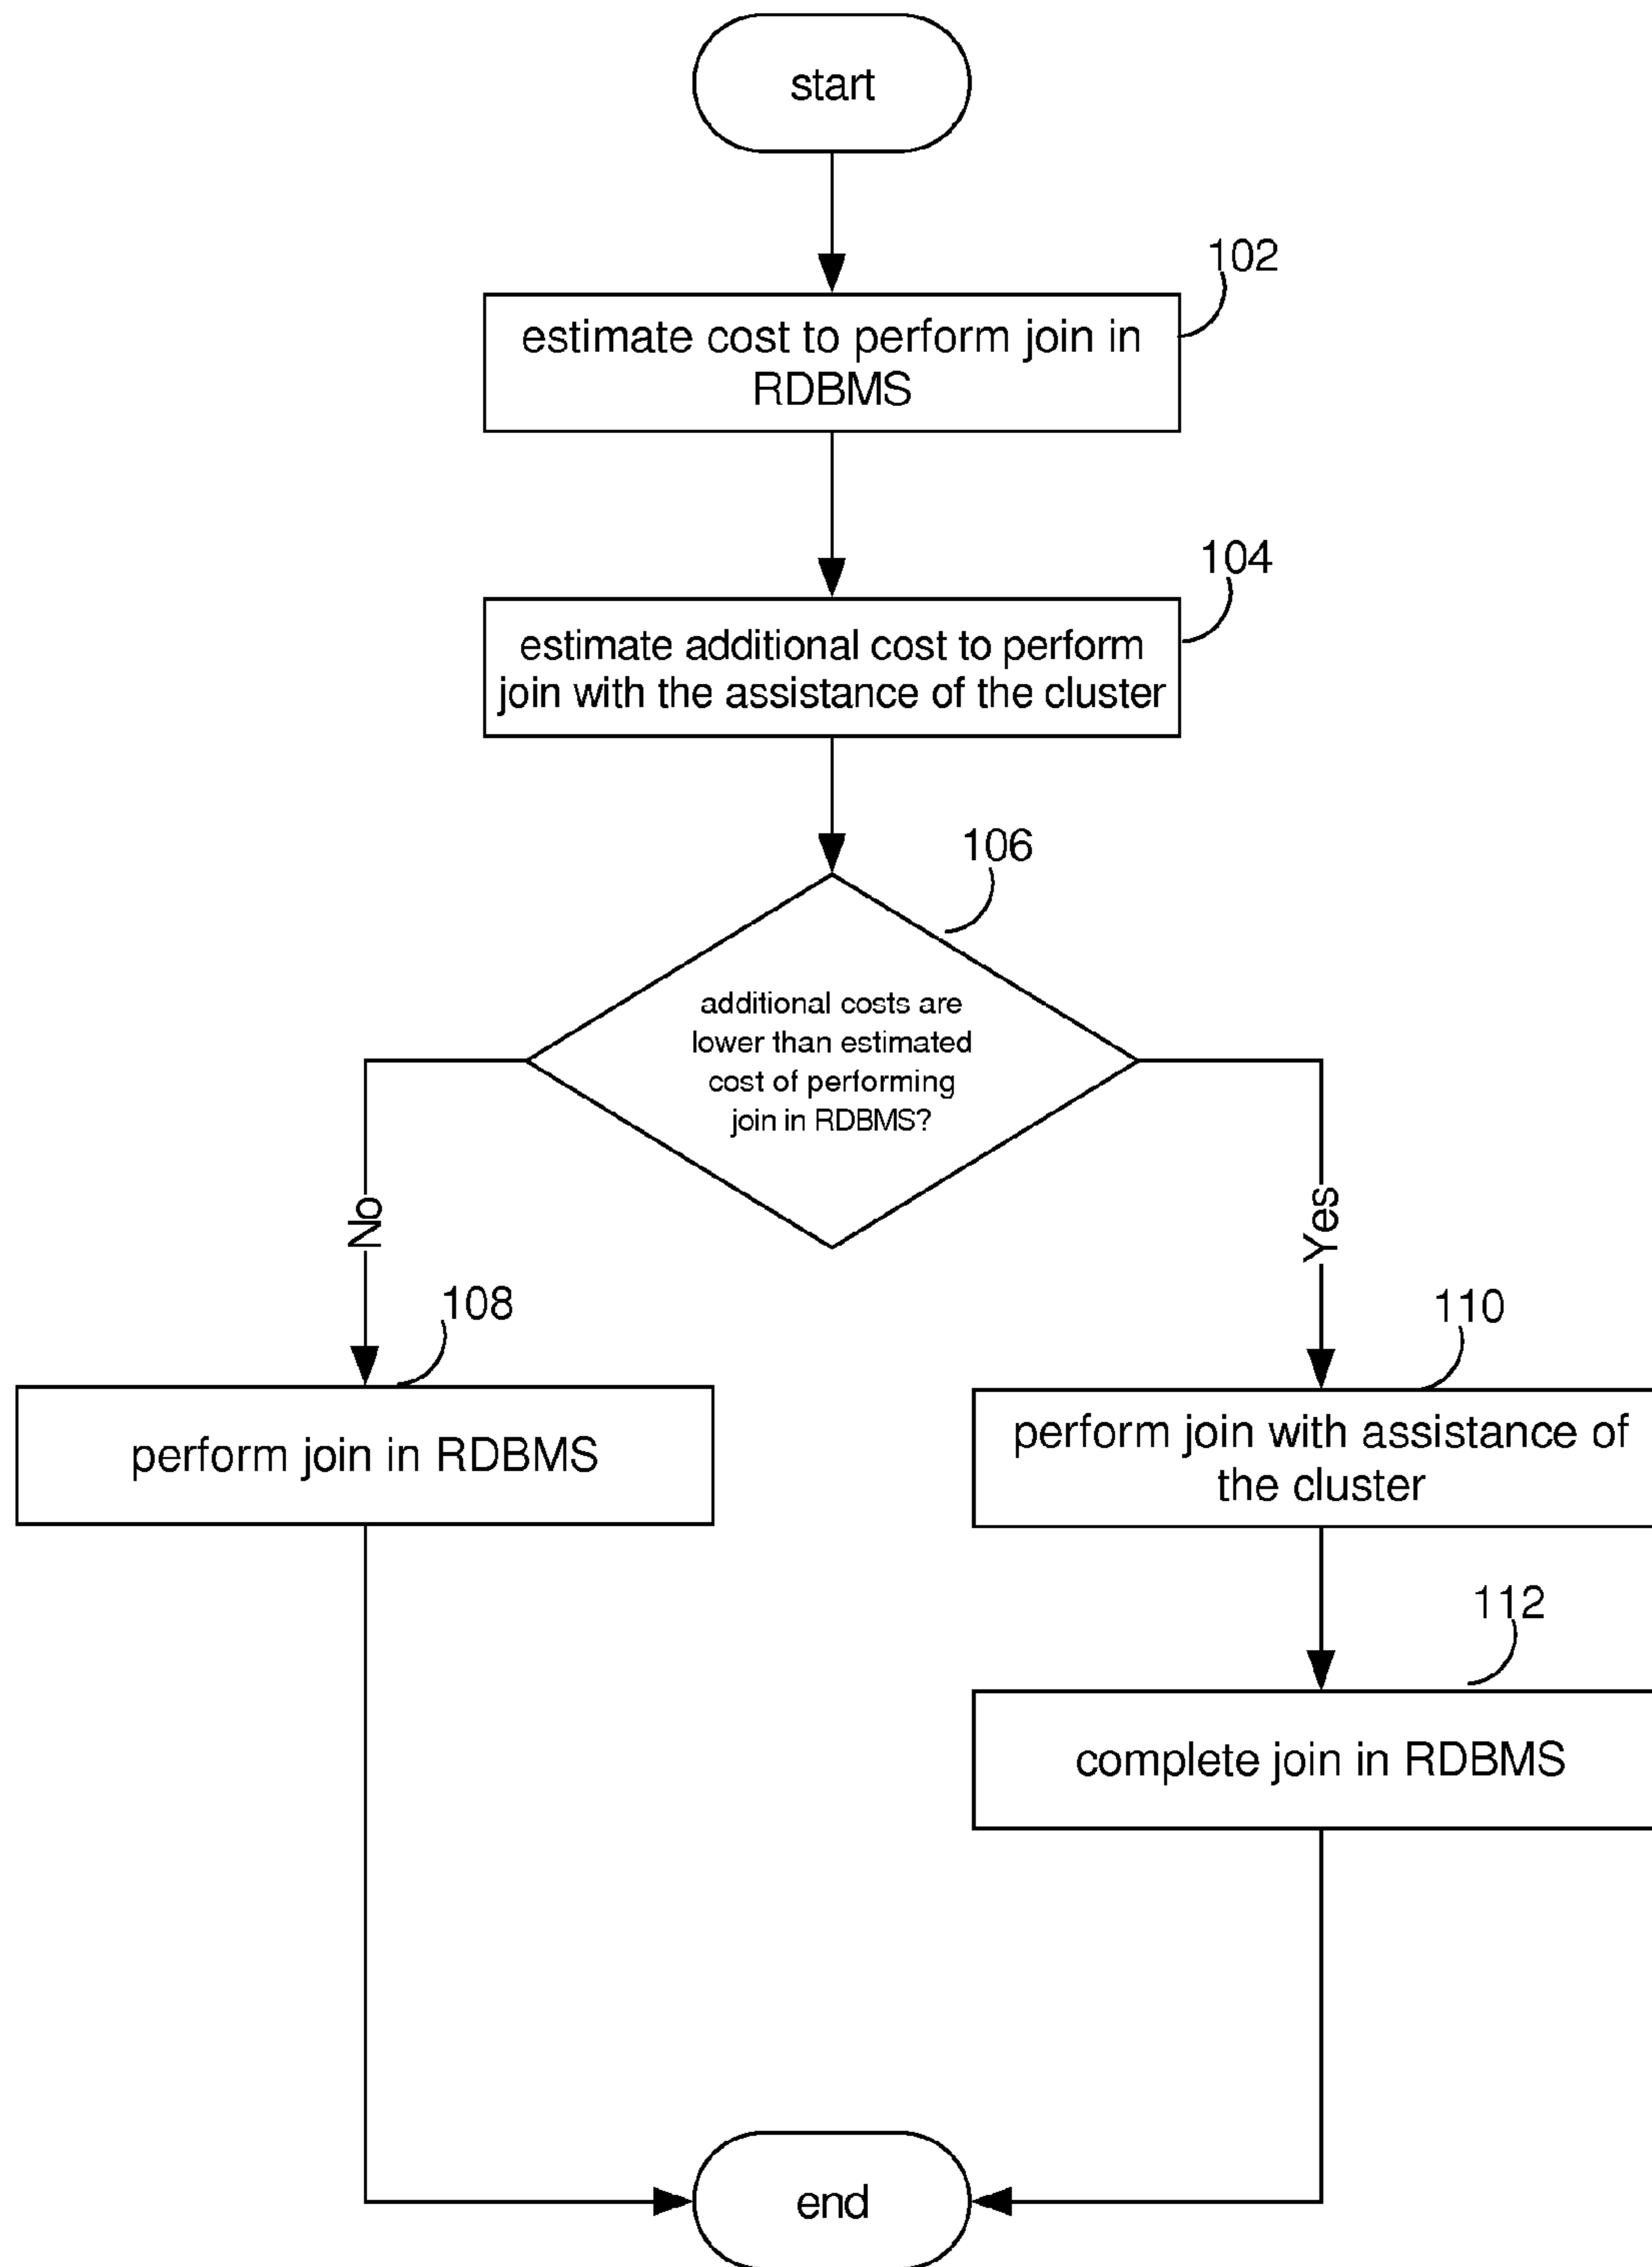 start
102
estimate cost to perform join in
RDBMS
104
estimate additional cost to perform
join with the assistance of the cluster
106
additional costs are
lower than estimated
cost of performing
join in RDBMS?
No
Yes
108
110
perform join in RDBMS
perform join with assistance of
the cluster
112
complete join in RDBMS
end